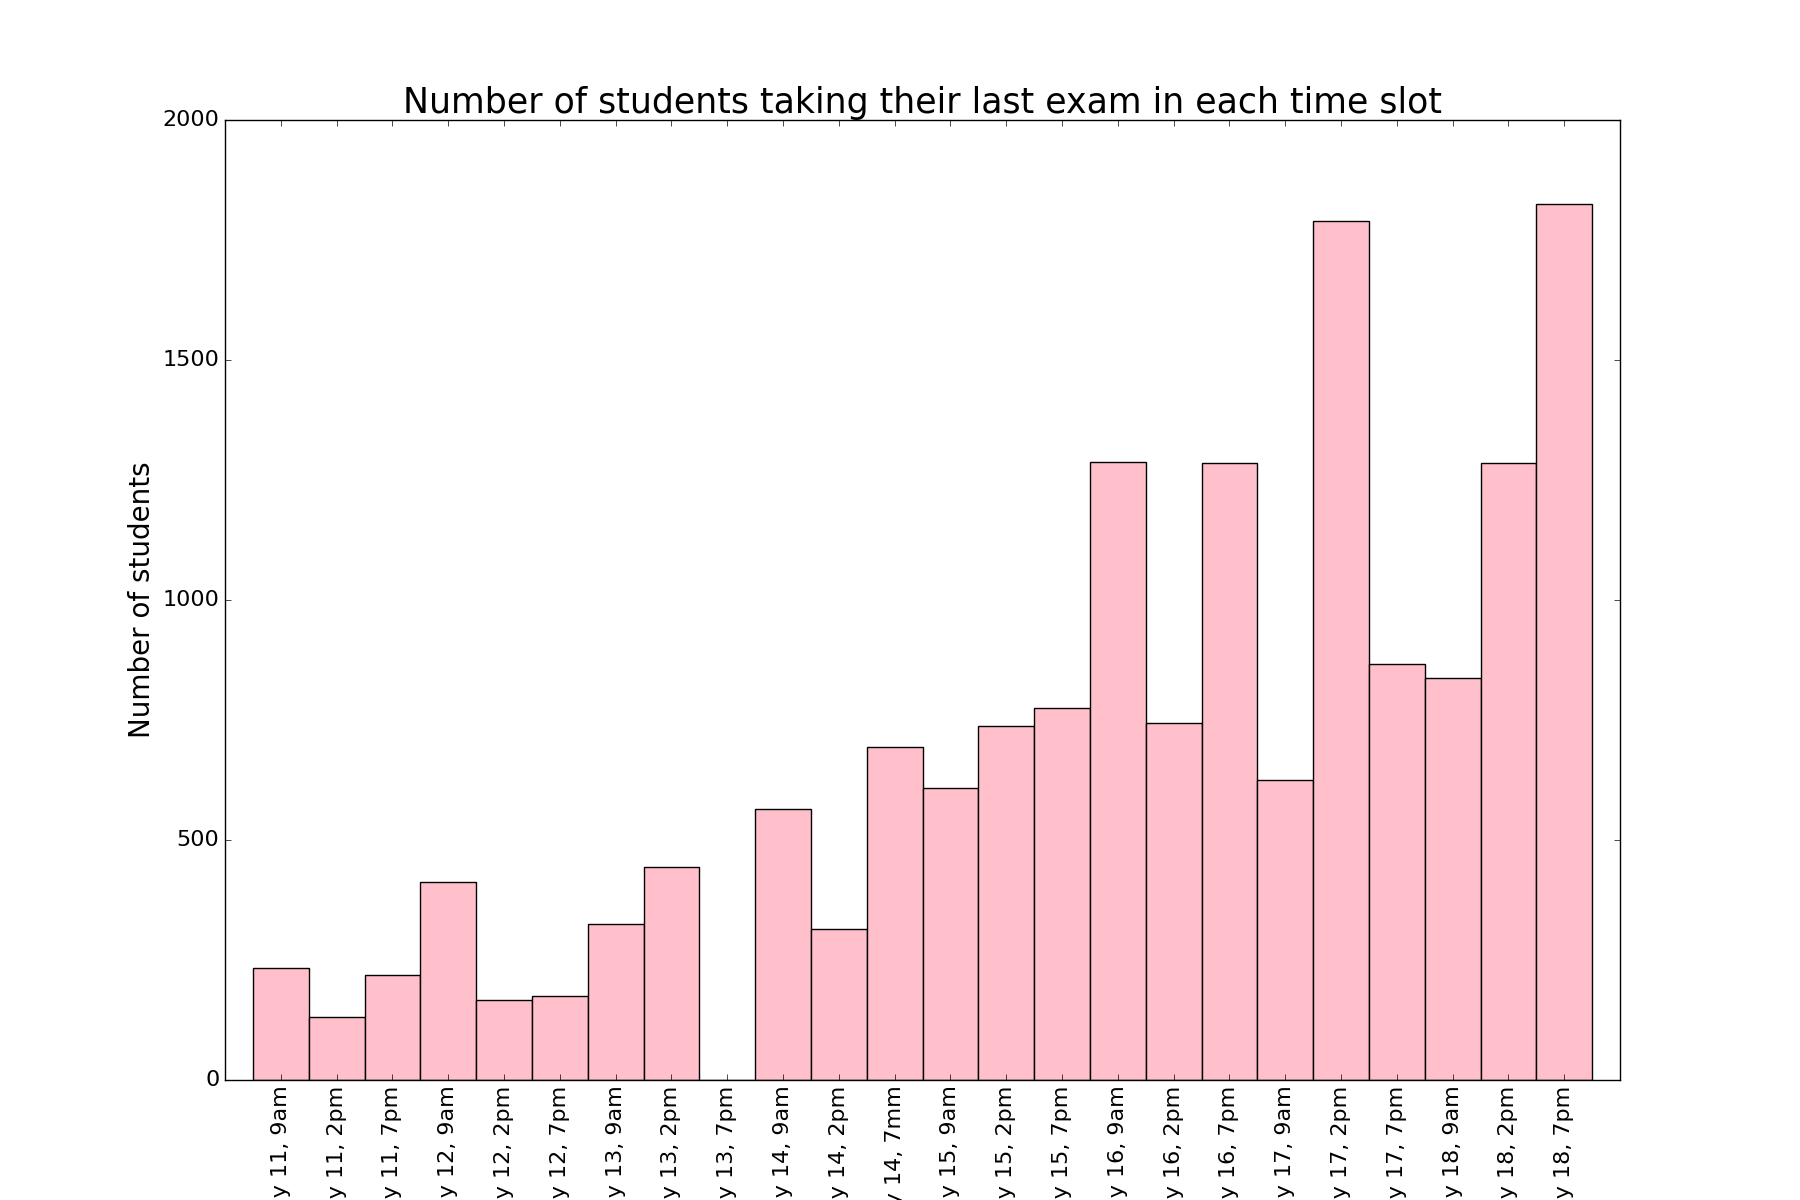 Number of students taking their last exam in each time slot
Number of students
2000
1500
1000
500
0
y 11, 9am
y 11, 2pm
y 11, 7pm
y 12, 9am
y 12, 2pm
y 12, 7pm
y 13, 9am
y 13, 2pm
y 13, 7pm
y 14, 9am
y 14, 2pm
y 14, 7mm
y 15, 9am
y 15, 2pm
y 15, 7pm
y 16, 9am
y 16, 2pm
y 16, 7pm
y 17, 9am
y 17, 2pm
y 17, 7pm
y 18, 9am
y 18, 2pm
y 18, 7pm